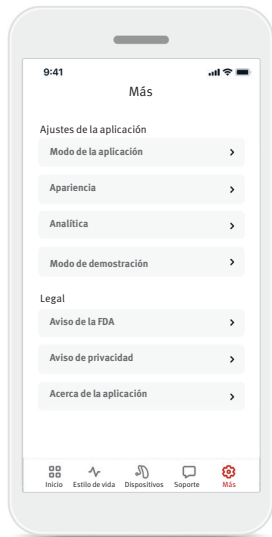 9:41
Más
Ajustes de la aplicación
Modo de la aplicación
Apariencia
Analítica
Modo de demostración
Legal
Aviso de la FDA
Aviso de privacidad
Acerca de la aplicación
Inicio Estilo de vida Dispositivos Soporte Más